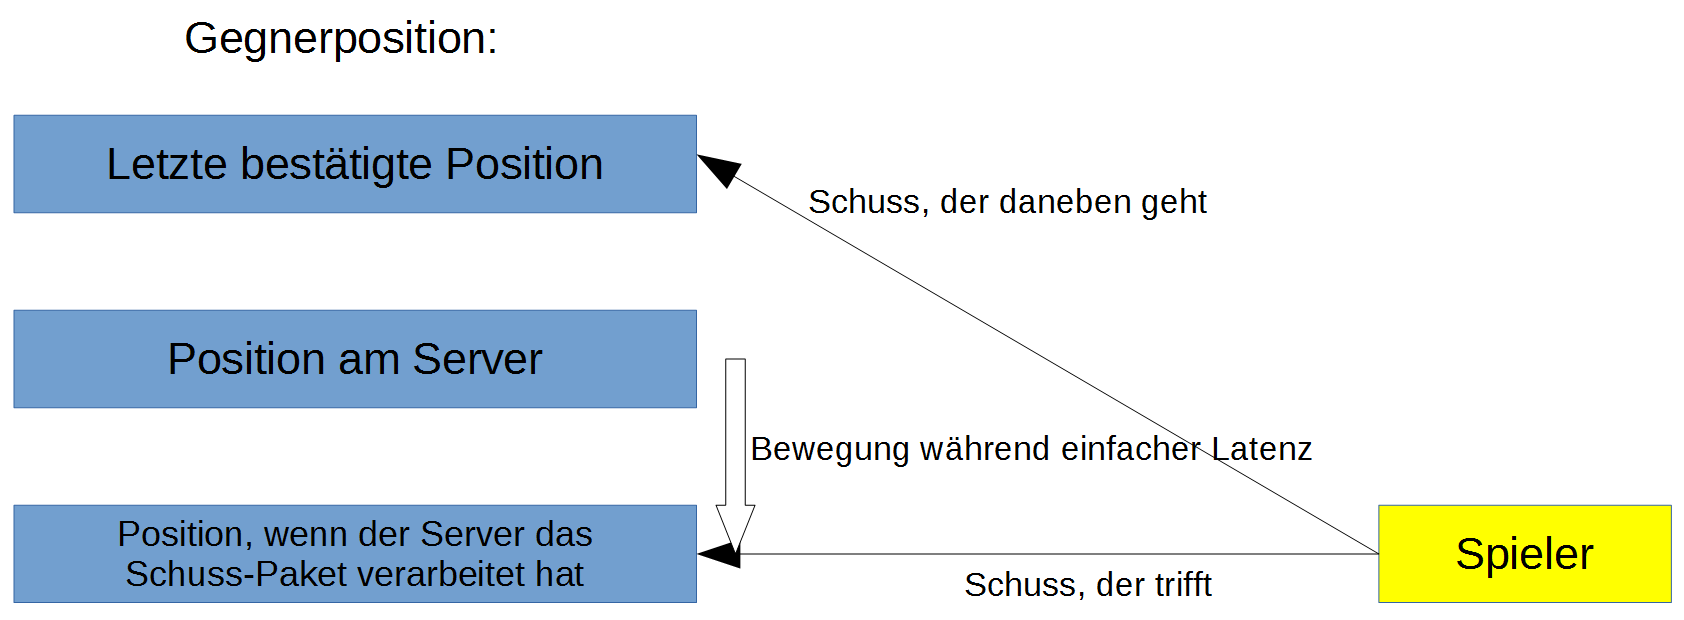 Gegnerposition:
Letzte bestätigte Position
Schuss, der daneben geht
Position am Server
Bewegung während einfacher Latenz
Position, wenn der Server das
Schuss-Paket verarbeitet hat
Spieler
Schuss, der trifft